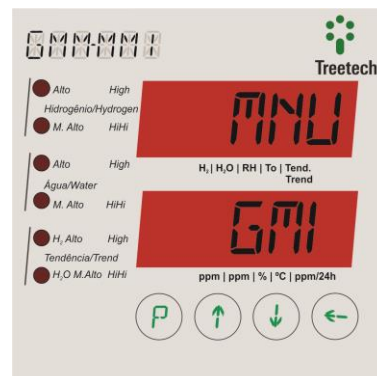 Treetech
Alto High
Hidrogênio/Hydrogen
M. Alto HiHi
MNU
H₂ | H₂O | RH | To | Tend.
Trend
Alto High
Água/Water
M. Alto HiHi
GMI
H₂ Alto High
Tendência/Trend
H₂O M.Alto HiHi
ppm | ppm | % | ºC | ppm/24h
P